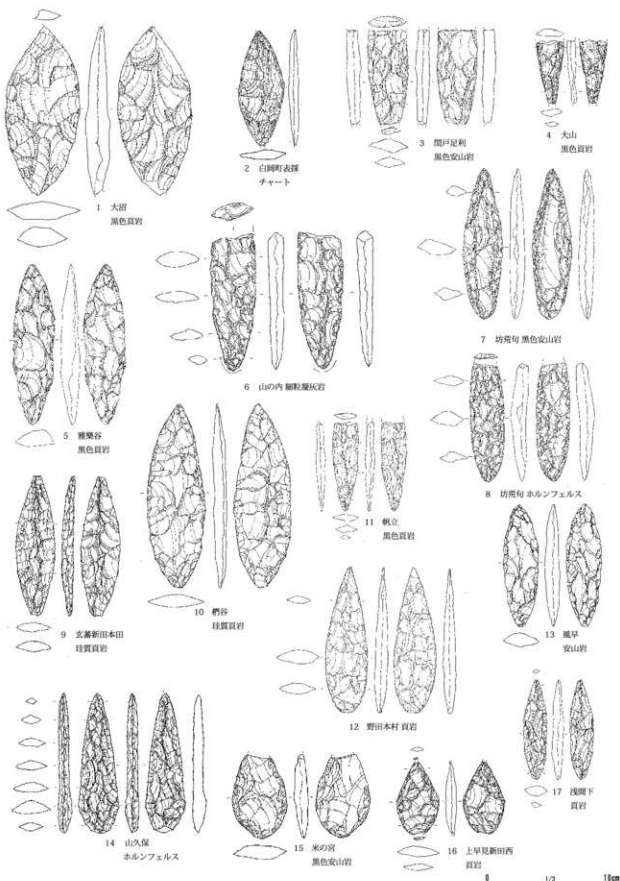 1 大沼
黒色頁岩
2 白岡町表採
チャート
3 関戸足利
黒色安山岩
4 大山
黒色頁岩
5 雅楽谷
黒色頁岩
6 山の内 細粒凝灰岩
7 坊荒句 黒色安山岩
8 坊荒句 ホルンフェルス
9 玄蕃新田本田
珪質頁岩
10 椚谷
珪質頁岩
11 帆立
黒色頁岩
12 野田本村 頁岩
13 風早
安山岩
14 山久保
ホルンフェルス
15 米の宮
黒色安山岩
16 上早見新田西
頁岩
17 浅間下
頁岩
0 1/3 10cm